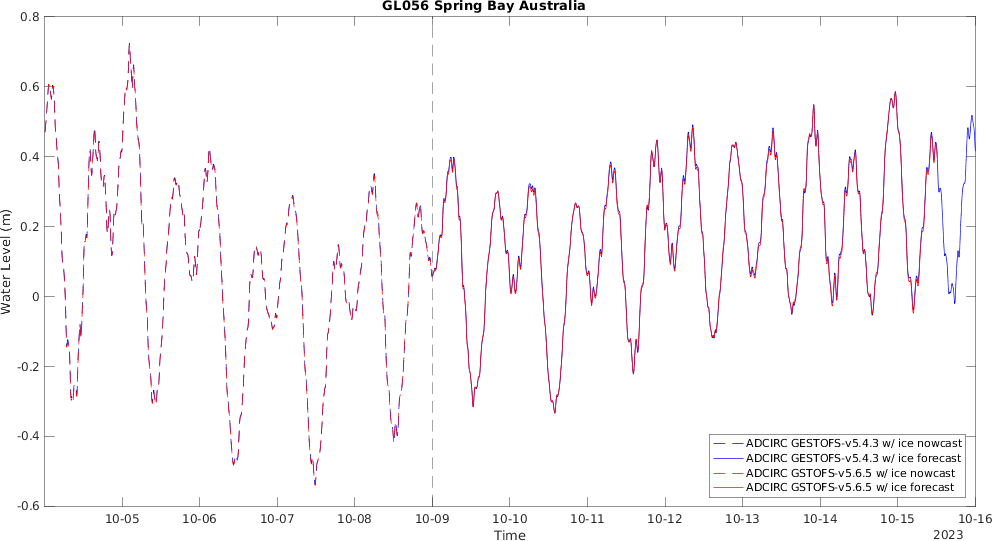 GL056 Spring Bay Australia
Water Level (m)
0.8
0.6
0.4
0.2
0
-0.2
-0.4
-0.6
ADCIRC GESTOFS-v5.4.3 w/ ice nowcast
ADCIRC GESTOFS-v5.4.3 w/ ice forecast
ADCIRC GSTOFS-v5.6.5 w/ ice nowcast
ADCIRC GSTOFS-v5.6.5 w/ ice forecast
10-05 10-06 10-07 10-08 10-09 10-10 10-11 10-12 10-13 10-14 10-15 10-16
Time
2023